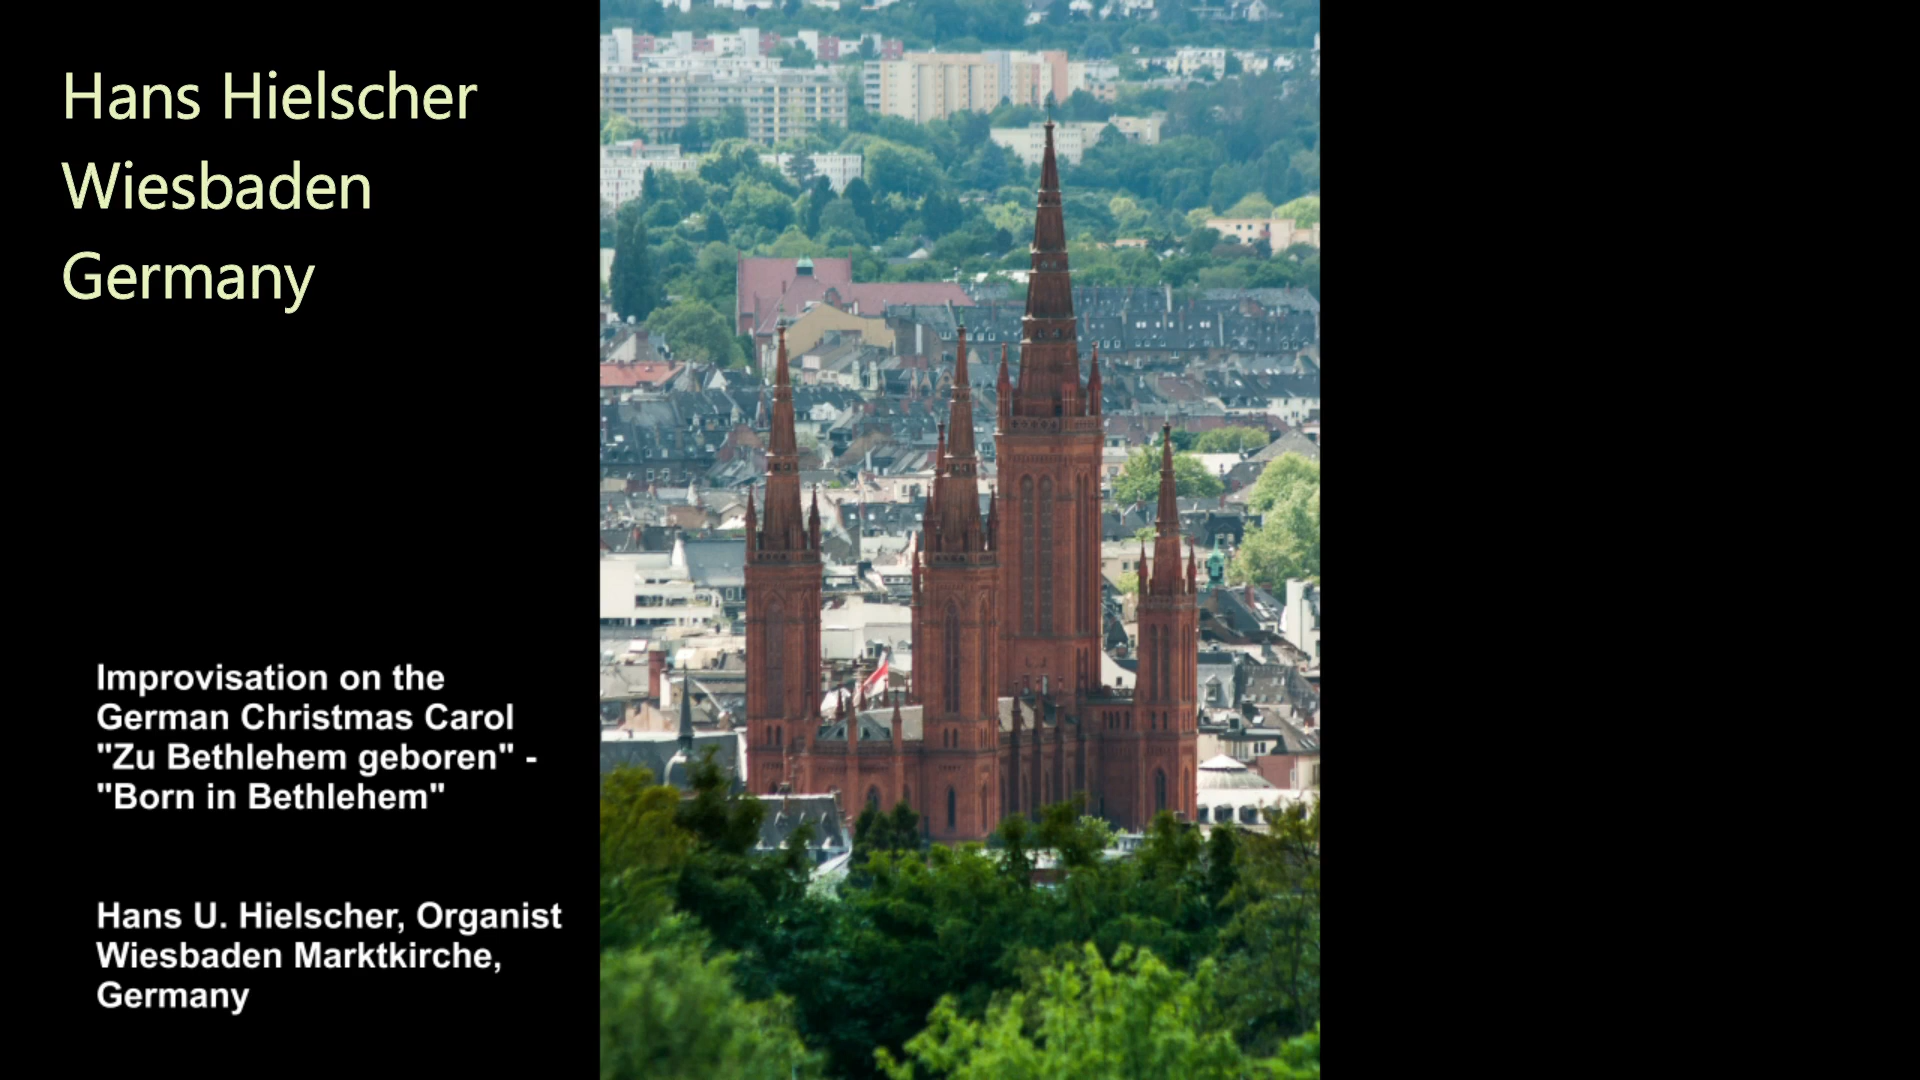 Hans Hielscher
Wiesbaden
Germany
Improvisation on the
German Christmas Carol
"Zu Bethlehem geboren" -
"Born in Bethlehem"
Hans U. Hielscher, Organist
Wiesbaden Marktkirche,
Germany